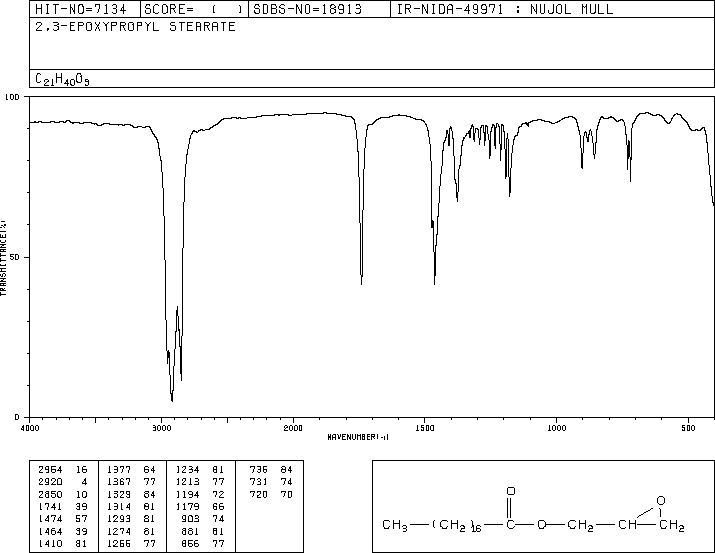 HIT-NO=7134 SCORE= ( ) SDBS-NO=18913 IR-NIDA-49971 : NUJOL MULL
2,3-EPOXYPROPYL STEARATE
C21H40O3
100
50
0
TRANSMITTANCE(%)
4000 3000 2000 1500 1000 500
WAVENUMBER(-1)
2954 16 1377 64 1234 81 736 84
2920 4 1367 77 1213 77 731 74
2850 10 1329 84 1194 72 720 70
1741 39 1314 81 1179 66
1474 57 1293 81 903 74
1464 39 1274 81 881 81
1410 81 1266 77 866 77
O O
CH3—(CH2)16—C—O—CH2—CH—CH2